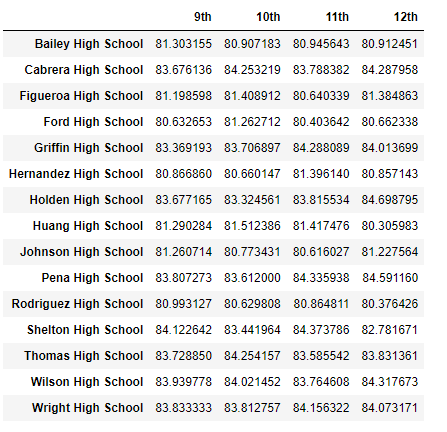 9th 10th 11th 12th
Bailey High School 81.303155 80.907183 80.945643 80.912451
Cabrera High School 83.676136 84.253219 83.788382 84.287958
Figueroa High School 81.198598 81.408912 80.640339 81.384863
Ford High School 80.632653 81.262712 80.403642 80.662338
Griffin High School 83.369193 83.706897 84.288089 84.013699
Hernandez High School 80.866860 80.660147 81.396140 80.857143
Holden High School 83.677165 83.324561 83.815534 84.698795
Huang High School 81.290284 81.512386 81.417476 80.305983
Johnson High School 81.260714 80.773431 80.616027 81.227564
Pena High School 83.807273 83.612000 84.335938 84.591160
Rodriguez High School 80.993127 80.629808 80.864811 80.376426
Shelton High School 84.122642 83.441964 84.373786 82.781671
Thomas High School 83.728850 84.254157 83.585542 83.831361
Wilson High School 83.939778 84.021452 83.764608 84.317673
Wright High School 83.833333 83.812757 84.156322 84.073171